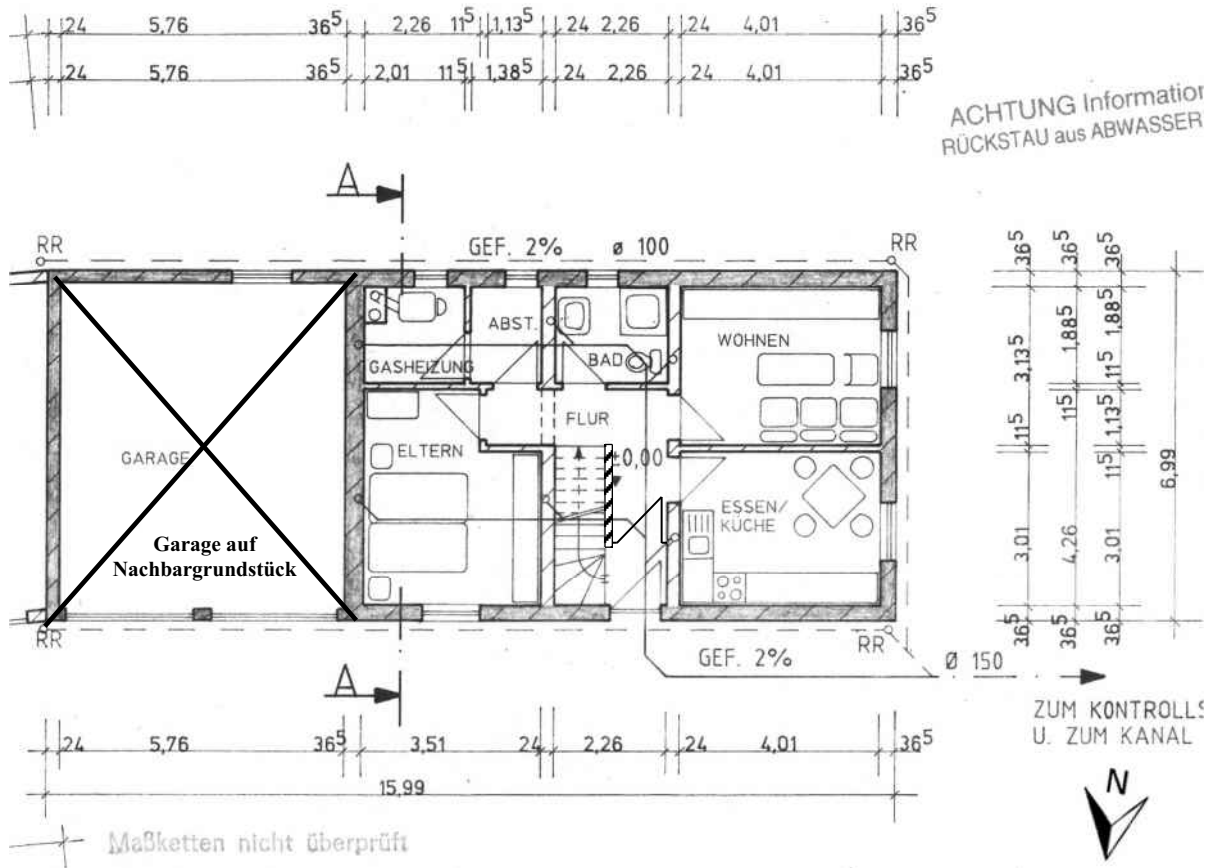 24 5,76 36⁵ 2,26 11⁵ 1,13⁵ 24 2,26 24 4,01 36⁵
24 5,76 36⁵ 2,01 11⁵ 1,38⁵ 24 2,26 24 4,01 36⁵
ACHTUNG Information
RÜCKSTAU aus ABWASSER
A
RR GEF. 2% ø 100 RR
ABST.
GASHEIZUNG
BAD
WOHNEN
FLUR
GARAGE
ELTERN
±0,00
ESSEN/
KÜCHE
Garage auf
Nachbargrundstück
36⁵ 3,13⁵ 11⁵ 3,01 36⁵
36⁵ 1,88⁵ 11⁵ 4,26 36⁵
36⁵ 1,88⁵ 11⁵ 1,13⁵ 11⁵ 3,01 36⁵
6,99
RR
RR
GEF. 2%
Ø 150
A
ZUM KONTROLLS
U. ZUM KANAL
24 5,76 36⁵ 3,51 24 2,26 24 4,01 36⁵
15,99
N
Maßketten nicht überprüft